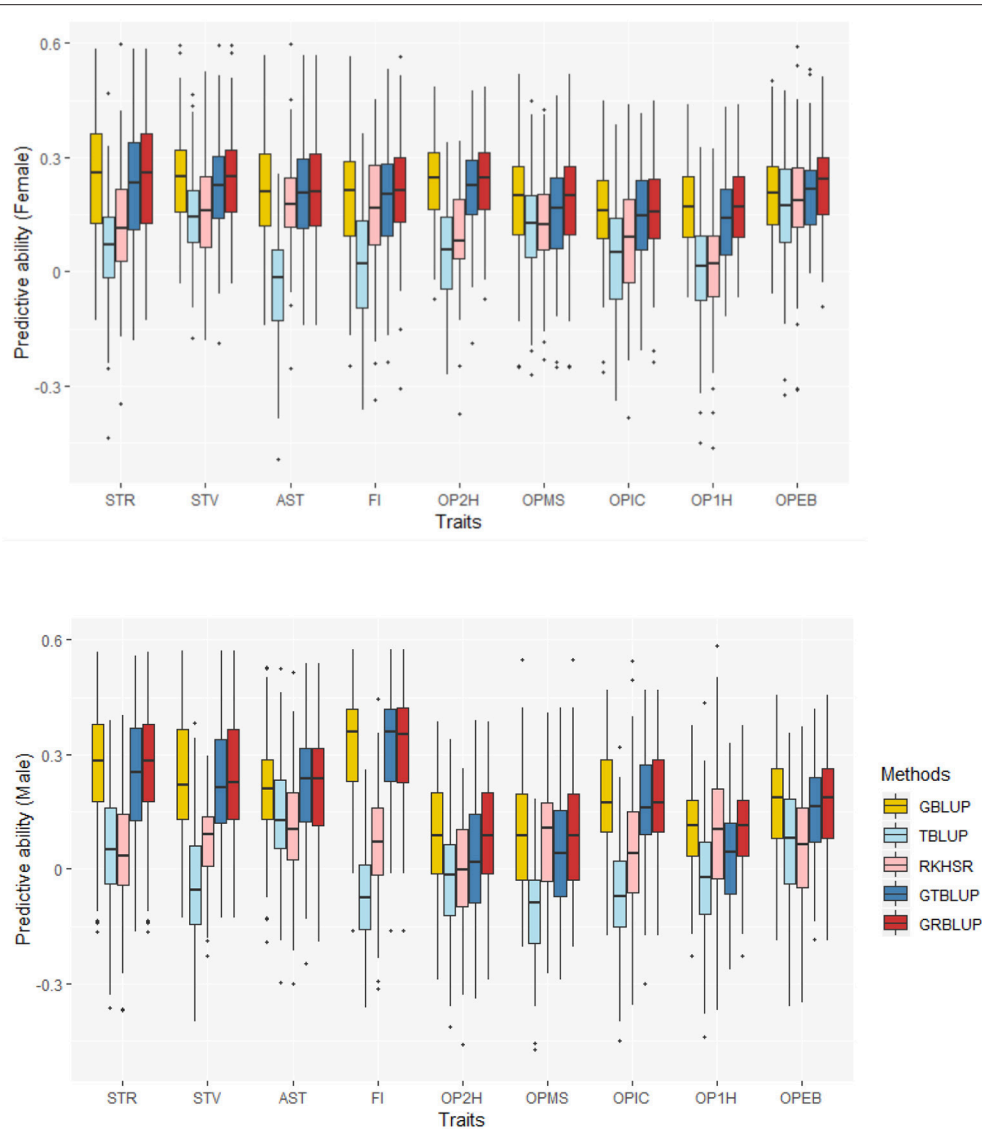 Predictive ability (Female)
0.6
0.3
0
-0.3
STR STV AST FI OP2H OPMS OPIC OP1H OPEB
Traits
Predictive ability (Male)
0.6
0.3
0
-0.3
STR STV AST FI OP2H OPMS OPIC OP1H OPEB
Traits
Methods
GBLUP
TBLUP
RKHSR
GTBLUP
GRBLUP